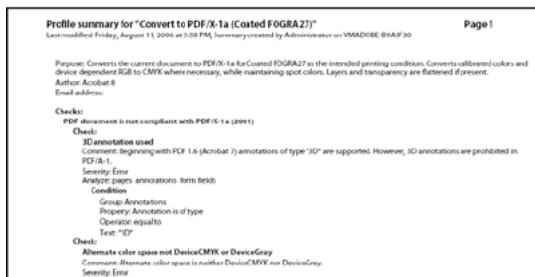 Profile summary for "Convert to PDF/X-1a (Coated FOGRA27)" Page 1
Last modified: Friday, August 11, 2006 at 5:58 PM, Summary created by Administrator on
Purpose: Converts the current document to PDF/X-1a for Coated FOGRA27 as the intended printing condition. Converts calibrated colors and
device dependent RGB to CMYK where necessary, while maintaining spot colors. Layers and transparency are flattened if present.
Author: Acrobat 8
Email address:
Checks:
PDF document is not compliant with PDF/X-1a (2001)
Check:
3D annotation used
Comment: Beginning with PDF 1.6 (Acrobat 7) annotations of type "3D" are supported. However, 3D annotations are prohibited in
PDF/A-1.
Severity: Error
Analyze: pages annotations form fields
Condition
Group: Annotations
Property: Annotation is of type
Operator: equal to
Text: "3D"
Check:
Alternate color space not DeviceCMYK or DeviceGray
Comment: Alternate color space is neither DeviceCMYK nor DeviceGray.
Severity: Error